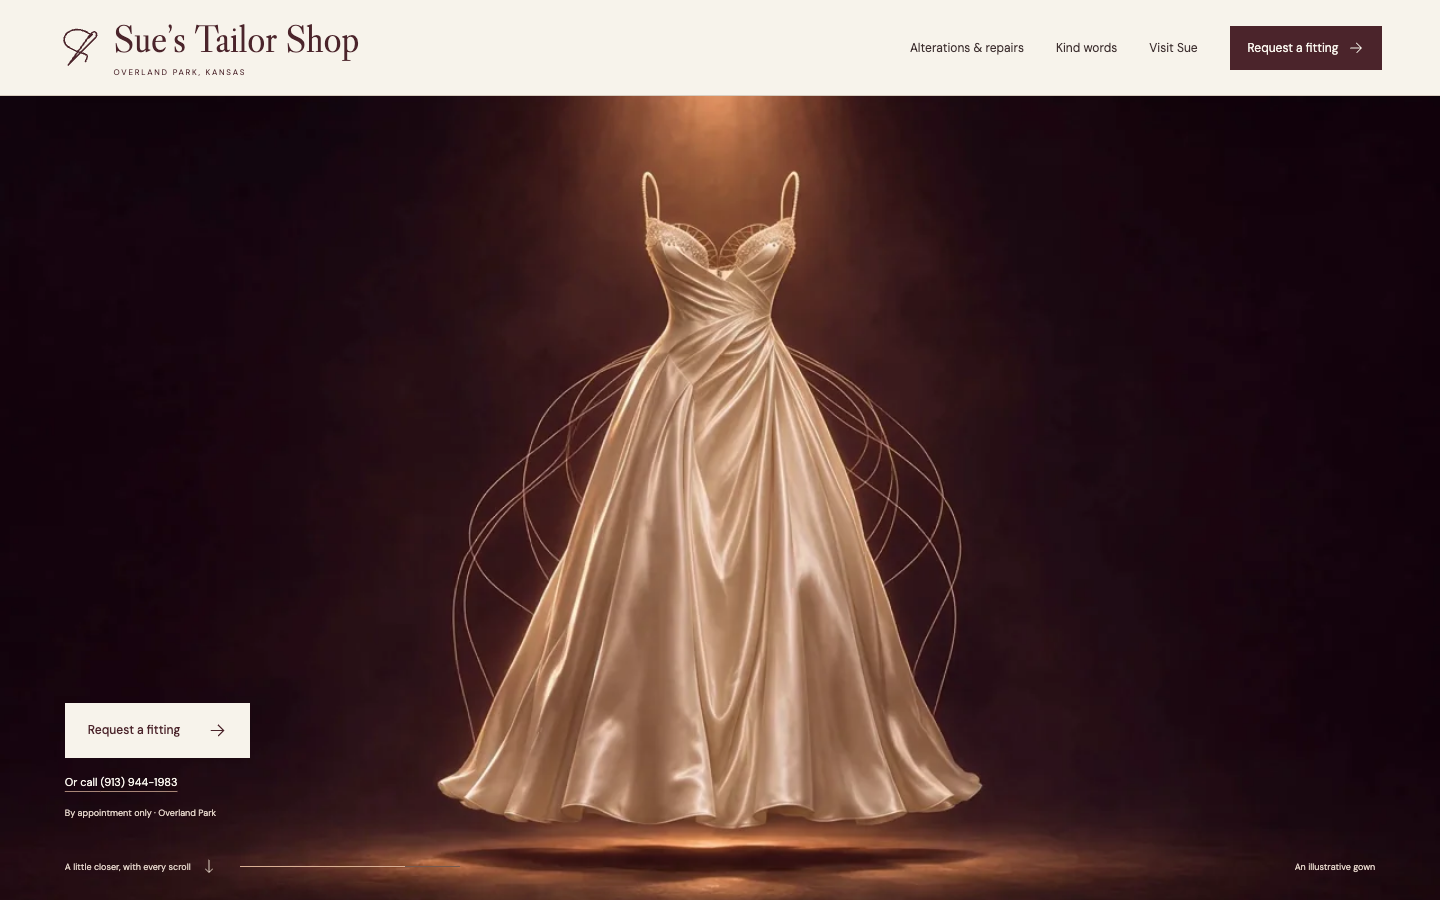 Sue's Tailor Shop
OVERLAND PARK, KANSAS
Alterations & repairs
Kind words
Visit Sue
Request a fitting
Request a fitting
Or call (913) 944-1983
By appointment only · Overland Park
A little closer, with every scroll
An illustrative gown